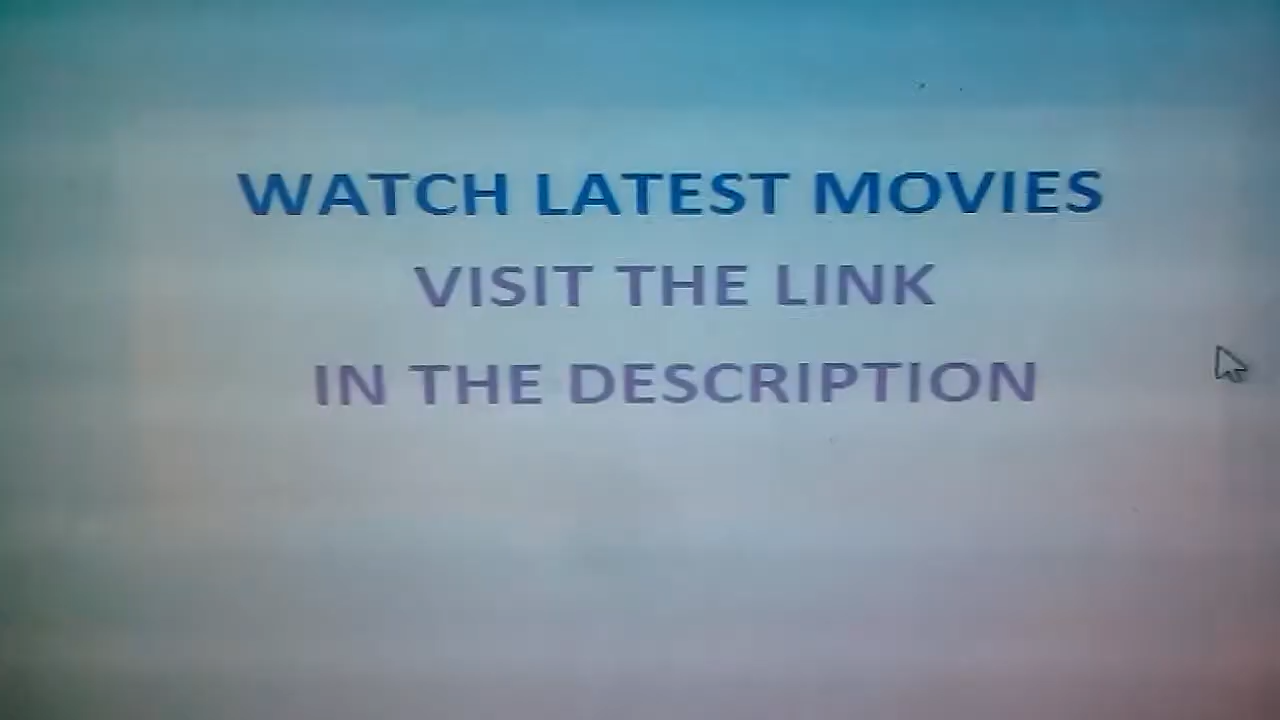 WATCH LATEST MOVIES
VISIT THE LINK
IN THE DESCRIPTION